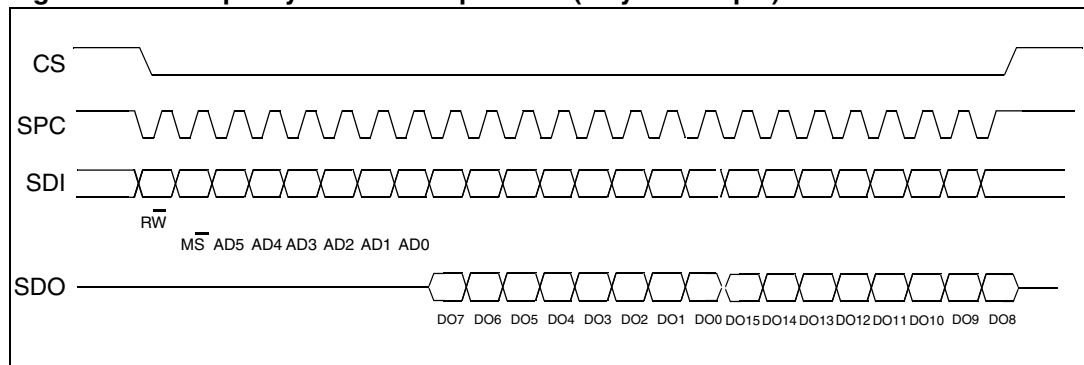 CS
SPC
SDI
RW
MS AD5 AD4 AD3 AD2 AD1 AD0
SDO
DO7 DO6 DO5 DO4 DO3 DO2 DO1 DO0 DO15 DO14 DO13 DO12 DO11 DO10 DO9 DO8